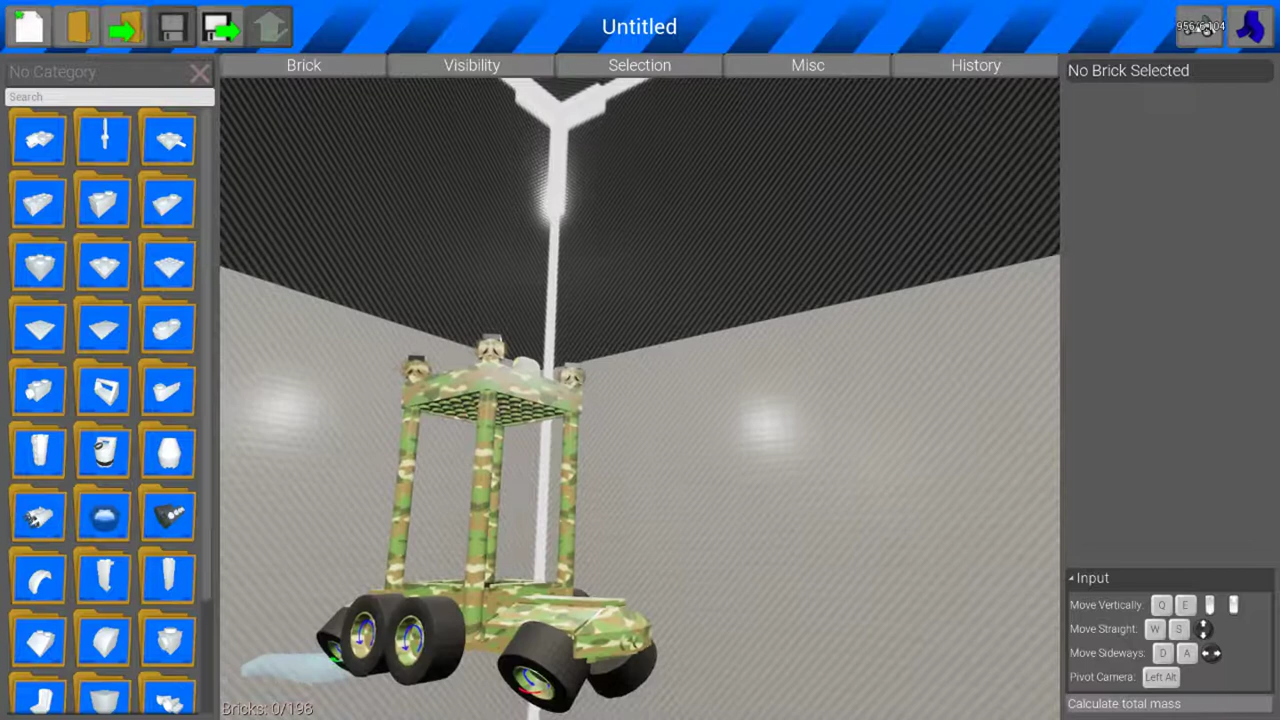 Untitled
No Category
Search
Brick
Visibility
Selection
Misc
History
No Brick Selected
Input
Move Vertically: Q E
Move Straight: W S
Move Sideways: D A
Pivot Camera: Left Alt
Calculate total mass
Bricks: 0/198